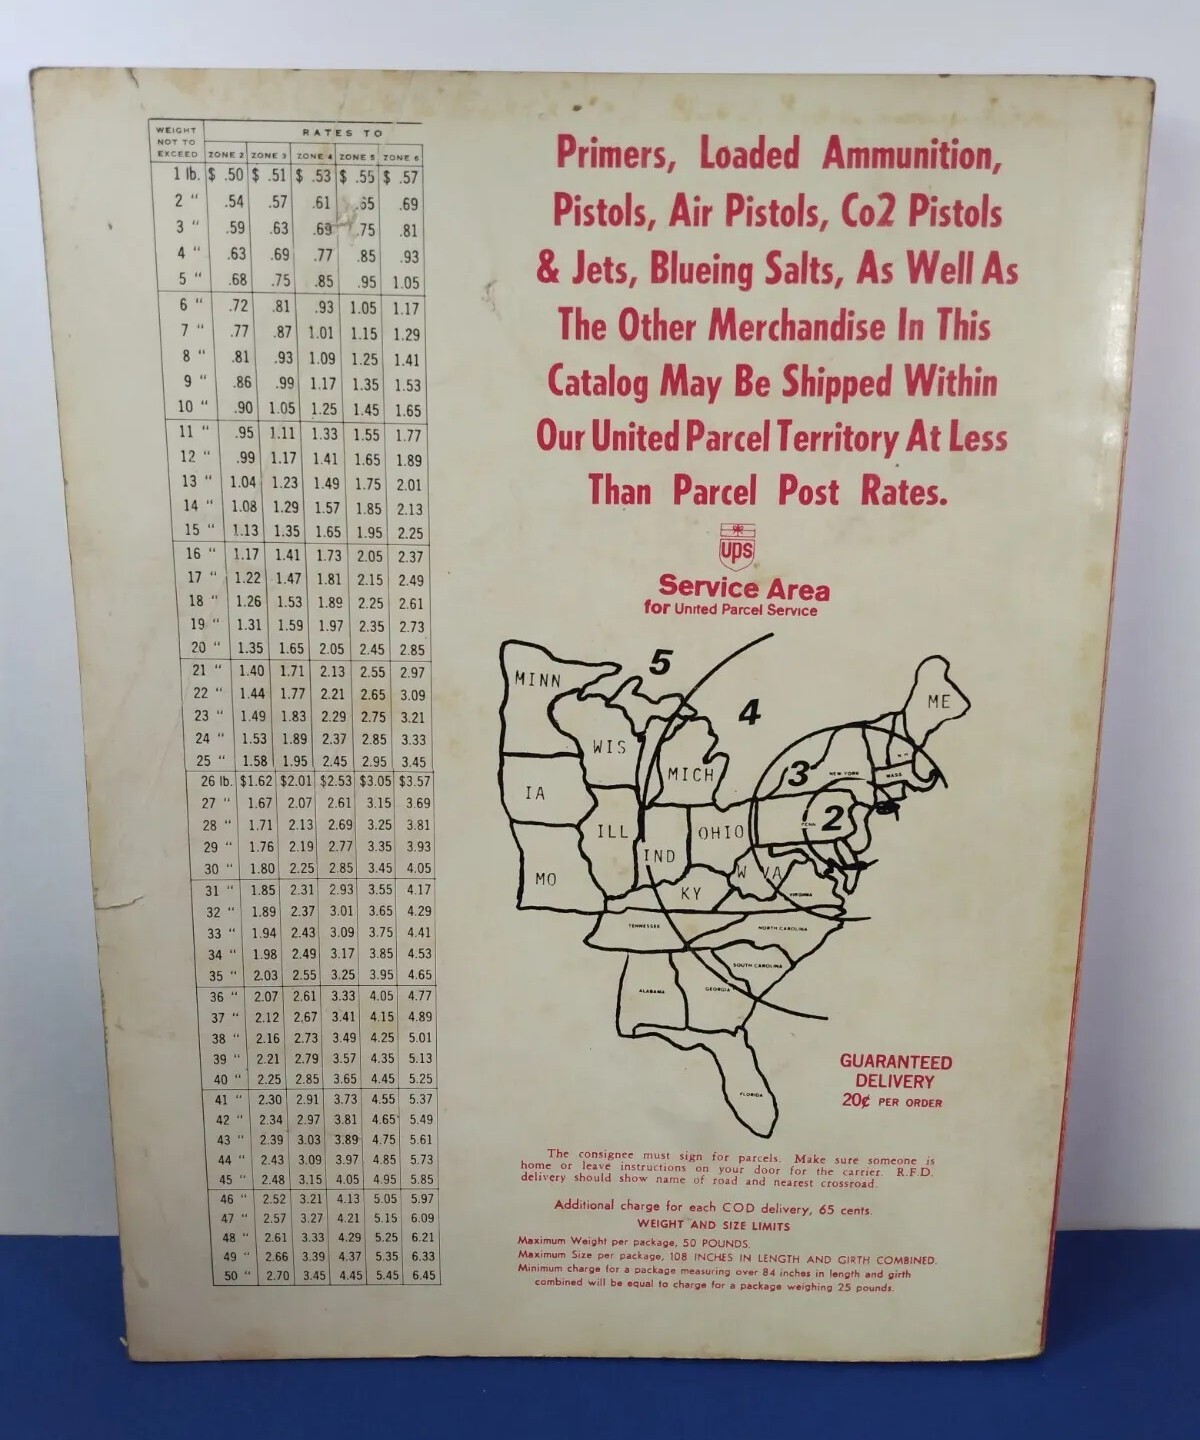 WEIGHT
NOT TO
EXCEED
RATES TO
ZONE 2 ZONE 3 ZONE 4 ZONE 5 ZONE 6
1 lb. $ .50 $ .51 $ .53 $ .55 $ .57
2 " .54 .57 .61 .65 .69
3 " .59 .63 .69 .75 .81
4 " .63 .69 .77 .85 .93
5 " .68 .75 .85 .95 1.05
6 " .72 .81 .93 1.05 1.17
7 " .77 .87 1.01 1.15 1.29
8 " .81 .93 1.09 1.25 1.41
9 " .86 .99 1.17 1.35 1.53
10 " .90 1.05 1.25 1.45 1.65
11 " .95 1.11 1.33 1.55 1.77
12 " .99 1.17 1.41 1.65 1.89
13 " 1.04 1.23 1.49 1.75 2.01
14 " 1.08 1.29 1.57 1.85 2.13
15 " 1.13 1.35 1.65 1.95 2.25
16 " 1.17 1.41 1.73 2.05 2.37
17 " 1.22 1.47 1.81 2.15 2.49
18 " 1.26 1.53 1.89 2.25 2.61
19 " 1.31 1.59 1.97 2.35 2.73
20 " 1.35 1.65 2.05 2.45 2.85
21 " 1.40 1.71 2.13 2.55 2.97
22 " 1.44 1.77 2.21 2.65 3.09
23 " 1.49 1.83 2.29 2.75 3.21
24 " 1.53 1.89 2.37 2.85 3.33
25 " 1.58 1.95 2.45 2.95 3.45
26 lb. $1.62 $2.01 $2.53 $3.05 $3.57
27 " 1.67 2.07 2.61 3.15 3.69
28 " 1.71 2.13 2.69 3.25 3.81
29 " 1.76 2.19 2.77 3.35 3.93
30 " 1.80 2.25 2.85 3.45 4.05
31 " 1.85 2.31 2.93 3.55 4.17
32 " 1.89 2.37 3.01 3.65 4.29
33 " 1.94 2.43 3.09 3.75 4.41
34 " 1.98 2.49 3.17 3.85 4.53
35 " 2.03 2.55 3.25 3.95 4.65
36 " 2.07 2.61 3.33 4.05 4.77
37 " 2.12 2,67 3.41 4.15 4.89
38 " 2.16 2.73 3.49 4.25 5.01
39 " 2.21 2.79 3.57 4.35 5.13
40 " 2.25 2.85 3.65 4.45 5.25
41 " 2.30 2.91 3.73 4.55 5.37
42 " 2.34 2.97 3.81 4.65 5.49
43 " 2.39 3.03 3.89 4.75 5.61
44 " 2.43 3.09 3.97 4.85 5.73
45 " 2.48 3.15 4.05 4.95 5.85
46 " 2.52 3.21 4.13 5.05 5.97
47 " 2.57 3.27 4.21 5.15 6.09
48 " 2.61 3.33 4.29 5.25 6.21
49 " 2.66 3.39 4.37 5.35 6.33
50 " 2.70 3.45 4.45 5.45 6.45
Primers, Loaded Ammunition,
Pistols, Air Pistols, Co2 Pistols
& Jets, Blueing Salts, As Well As
The Other Merchandise In This
Catalog May Be Shipped Within
Our United Parcel Territory At Less
Than Parcel Post Rates.
ups
Service Area
for United Parcel Service
5
MINN
4
ME
WIS
MICH
3
NEW YORK
N.H.
MASS
IA
ILL
OHIO
PENN
2
IND
MO
KY
W VA
VIRGINIA
TENNESSEE
NORTH CAROLINA
SOUTH CAROLINA
ALABAMA
GEORGIA
FLORIDA
GUARANTEED
DELIVERY
20¢ PER ORDER
The consignee must sign for parcels. Make sure someone is
home or leave instructions on your door for the carrier. R.F.D.
delivery should show name of road and nearest crossroad.
Additional charge for each COD delivery, 65 cents.
WEIGHT AND SIZE LIMITS
Maximum Weight per package, 50 POUNDS.
Maximum Size per package, 108 INCHES IN LENGTH AND GIRTH COMBINED.
Minimum charge for a package measuring over 84 inches in length and girth
combined will be equal to charge for a package weighing 25 pounds.